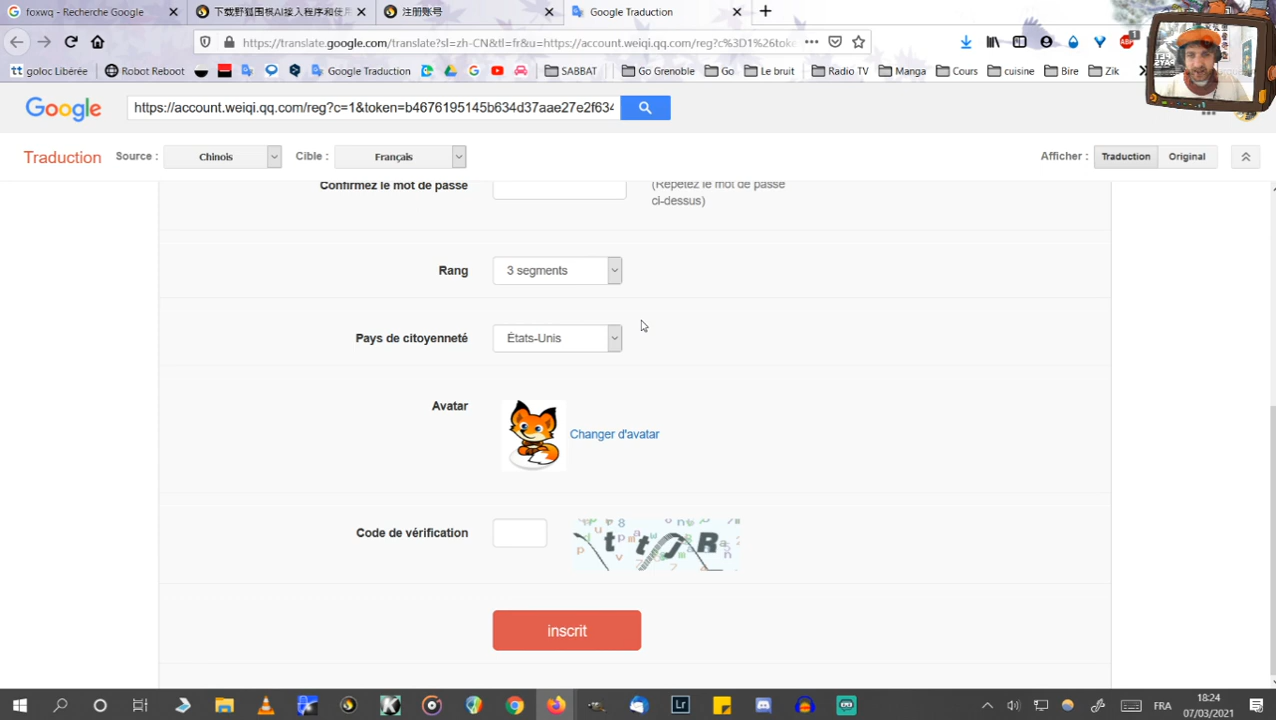 foxwq - Recherche Google
下载野狐围棋AI接入程序和使用
注册账号
Google Traduction
https://translate.google.com/translate?sl=zh-CN&tl=fr&u=https://account.weiqi.qq.com/reg?c%3D1%26toke
goloc Libérée
Robot Reboot
Google Traduction
SABBAT
Go Grenoble
Go
Le bruit
Radio TV
Manga
Cours
cuisine
Bire
Zik
Google
https://account.weiqi.qq.com/reg?c=1&token=b4676195145b634d37aae27e2f634
Traduction
Source :
Chinois
Cible :
Français
Afficher :
Traduction
Original
Confirmez le mot de passe
(Répétez le mot de passe
ci-dessus)
Rang
3 segments
Pays de citoyenneté
États-Unis
Avatar
Changer d'avatar
Code de vérification
inscrit
Lr
FRA
18:24
07/03/2021